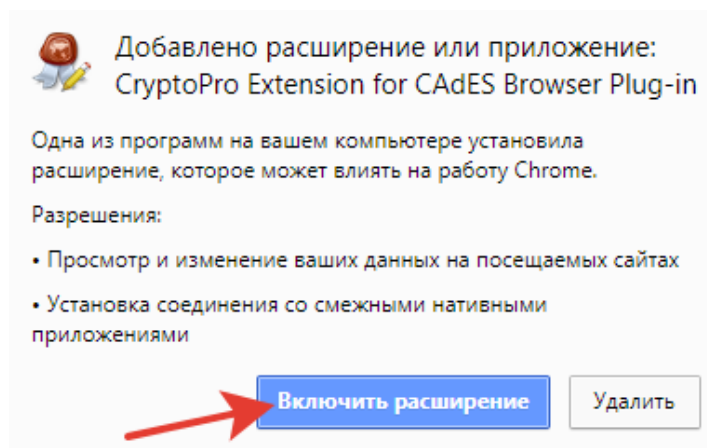 Добавлено расширение или приложение:
CryptoPro Extension for CAdES Browser Plug-in
Одна из программ на вашем компьютере установила
расширение, которое может влиять на работу Chrome.
Разрешения:
• Просмотр и изменение ваших данных на посещаемых сайтах
• Установка соединения со смежными нативными
приложениями
Включить расширение
Удалить